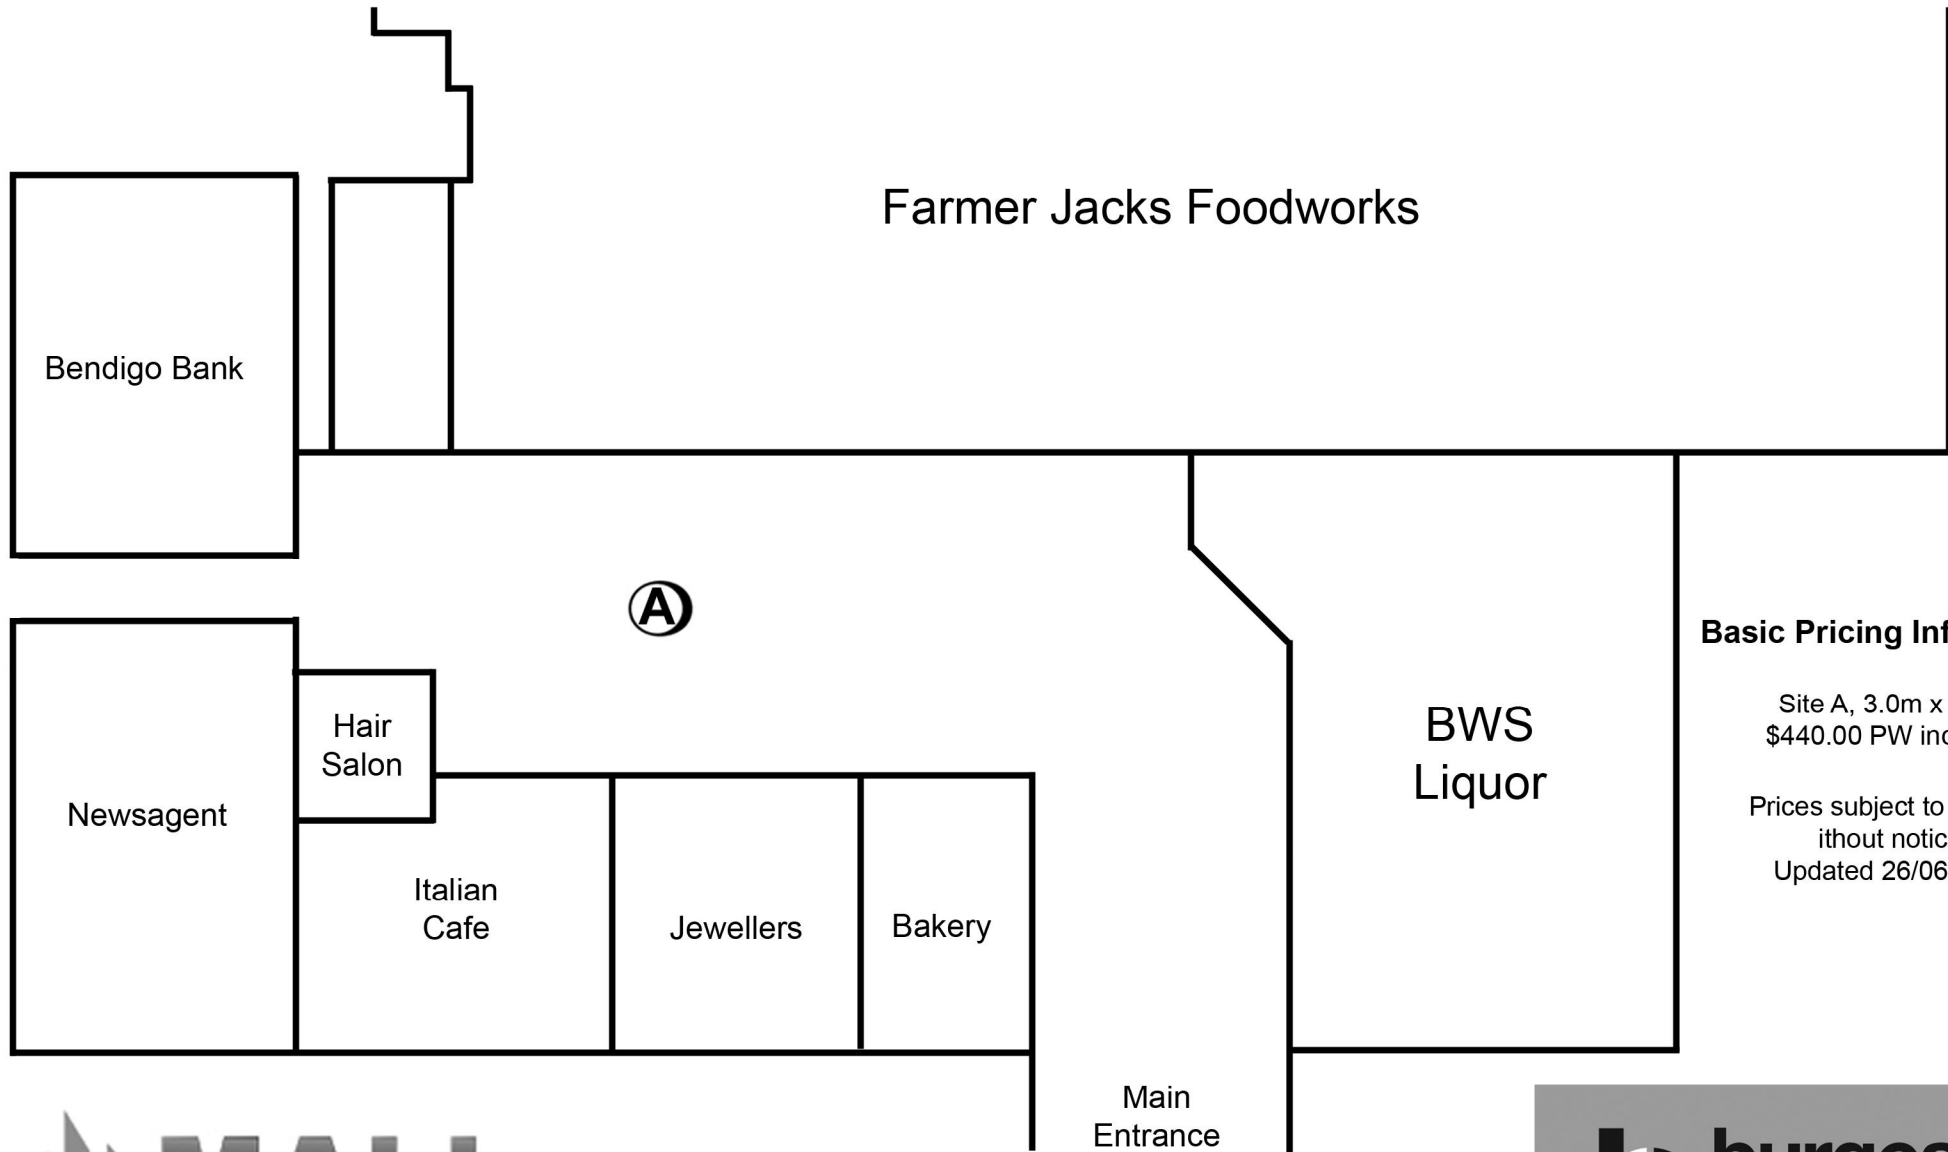 Farmer Jacks Foodworks
Bendigo Bank
A
Hair
Salon
Newsagent
Italian
Cafe
Jewellers
Bakery
BWS
Liquor
Basic Pricing Inf
Site A, 3.0m x
$440.00 PW inc
Prices subject to
ithout notic
Updated 26/06
Main
Entrance
MALL